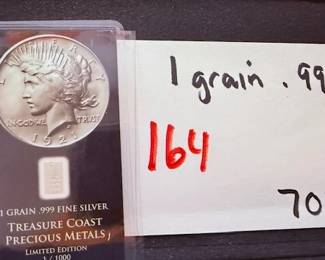 LIBERTY
IN GOD WE TRUST
192
1 GRAIN .999 FINE SILVER
TREASURE COAST
PRECIOUS METALS
LIMITED EDITION
1 / 1000
1 grain .99
164
70